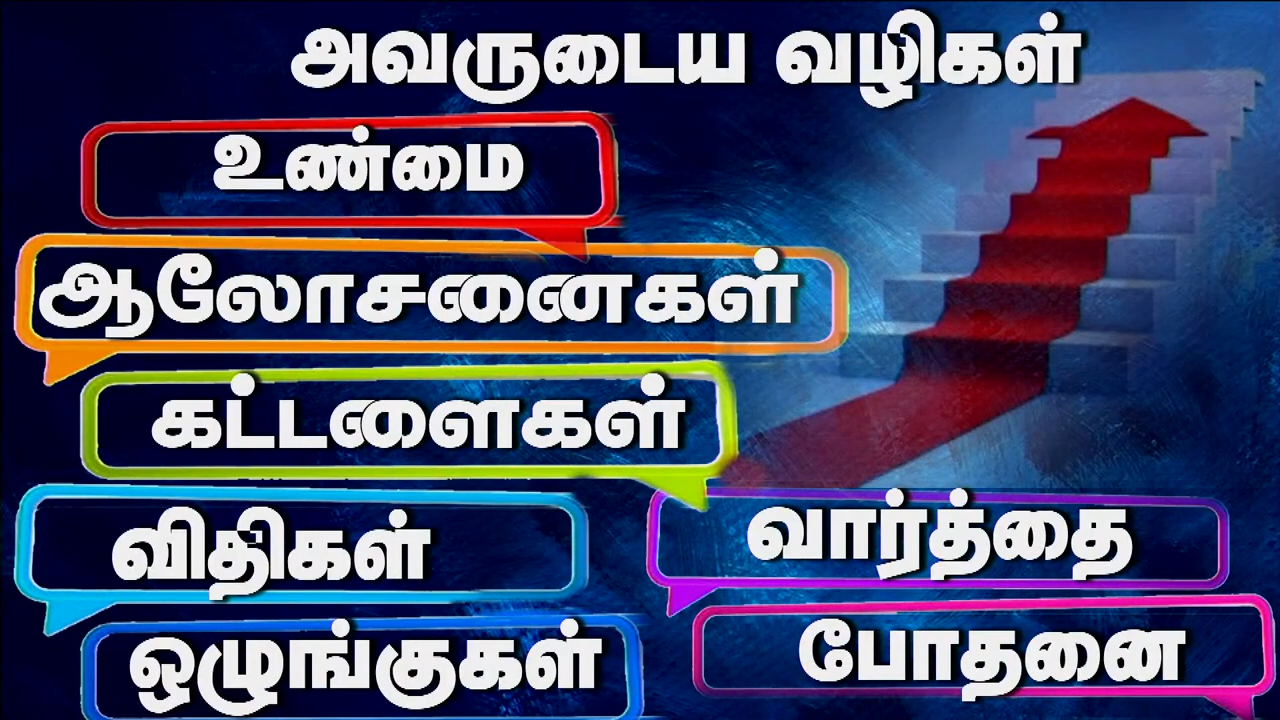 அவருடைய வழிகள்
உண்மை
ஆலோசனைகள்
கட்டளைகள்
விதிகள்
வார்த்தை
ஒழுங்குகள்
போதனை